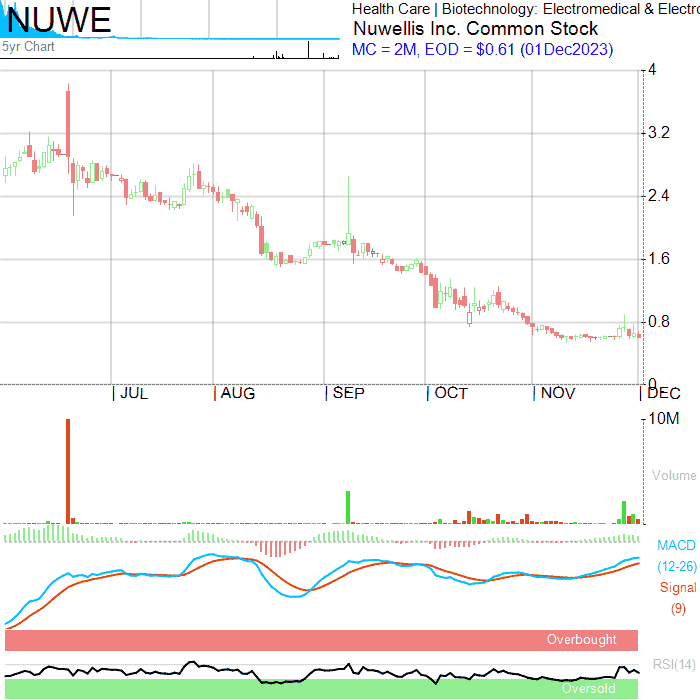 NUWE
5yr Chart
Health Care | Biotechnology: Electromedical & Electro
Nuwellis Inc. Common Stock
MC = 2M, EOD = $0.61 (01Dec2023)
4
3.2
2.4
1.6
0.8
0
JUL
AUG
SEP
OCT
NOV
DEC
10M
Volume
MACD
(12-26)
Signal
(9)
Overbought
RSI(14)
Oversold